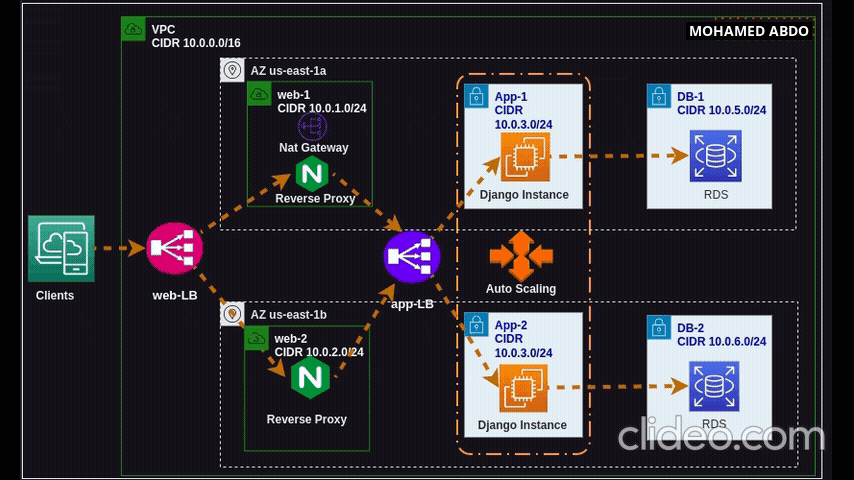 VPC
CIDR 10.0.0.0/16
MOHAMED ABDO
AZ us-east-1a
web-1
CIDR 10.0.1.0/24
Nat Gateway
Reverse Proxy
App-1
CIDR
10.0.3.0/24
Django Instance
DB-1
CIDR 10.0.5.0/24
RDS
Clients
web-LB
app-LB
Auto Scaling
AZ us-east-1b
web-2
CIDR 10.0.2.0/24
Reverse Proxy
App-2
CIDR
10.0.3.0/24
Django Instance
DB-2
CIDR 10.0.6.0/24
RDS
clideo.com